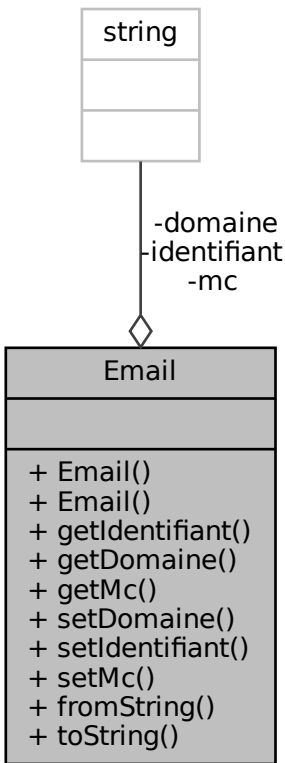 string
-domaine
-identifiant
-mc
Email
+ Email()
+ Email()
+ getIdentifiant()
+ getDomaine()
+ getMc()
+ setDomaine()
+ setIdentifiant()
+ setMc()
+ fromString()
+ toString()